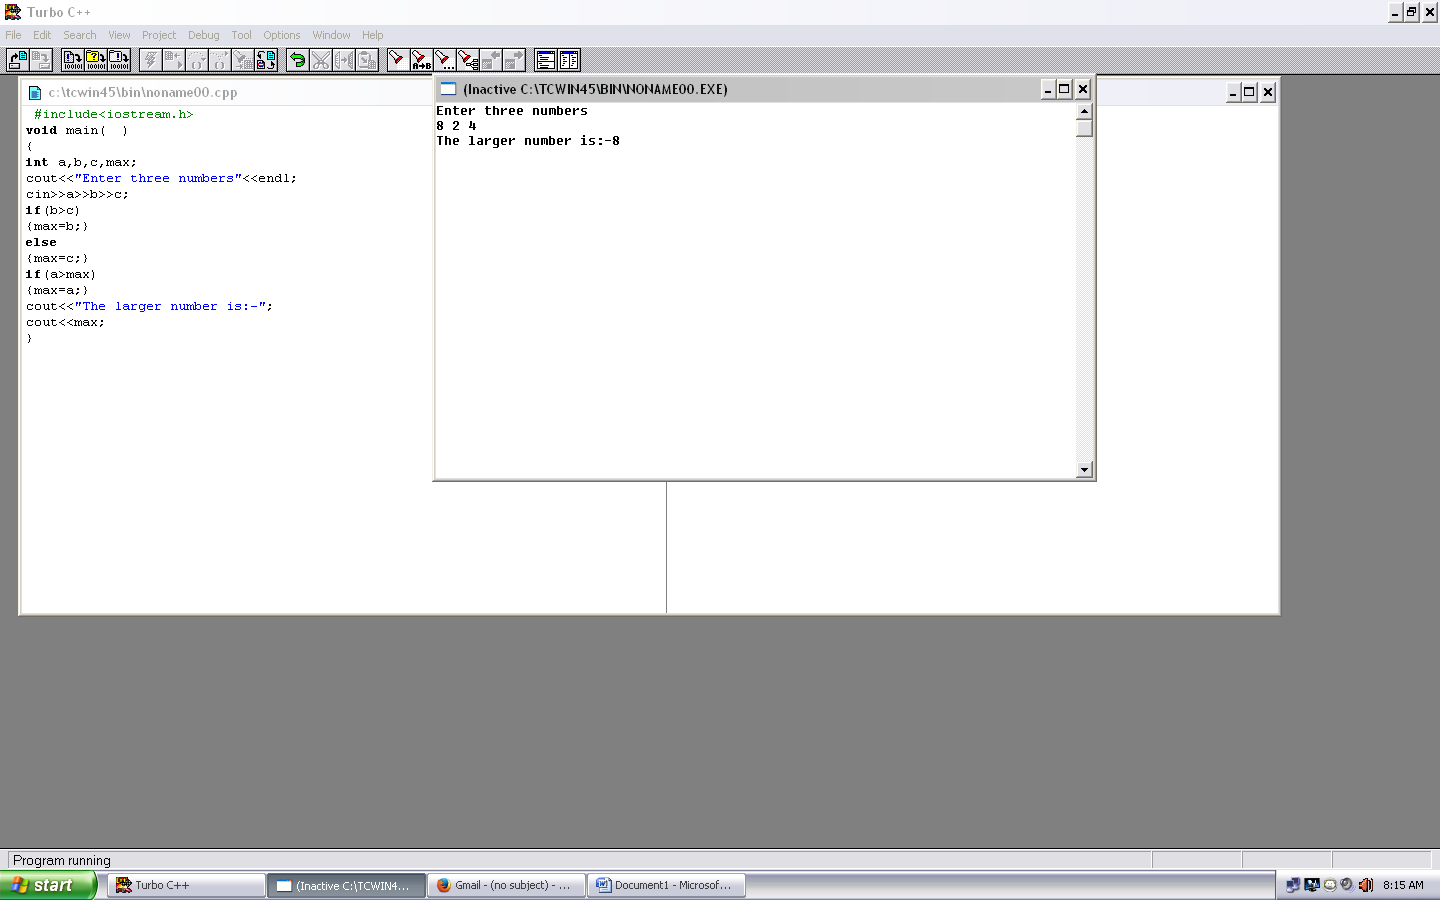 Turbo C++
File Edit Search View Project Debug Tool Options Window Help
c:\tcwin45\bin\noname00.cpp
#include<iostream.h>
void main(  )
{
int a,b,c,max;
cout<<"Enter three numbers"<<endl;
cin>>a>>b>>c;
if(b>c)
{max=b;}
else
{max=c;}
if(a>max)
{max=a;}
cout<<"The larger number is:-";
cout<<max;
}
(Inactive C:\TCWIN45\BIN\NONAME00.EXE)
Enter three numbers
8 2 4
The larger number is:-8
Program running
start
Turbo C++
(Inactive C:\TCWIN4...
Gmail - (no subject) - ...
Document1 - Microsof...
8:15 AM